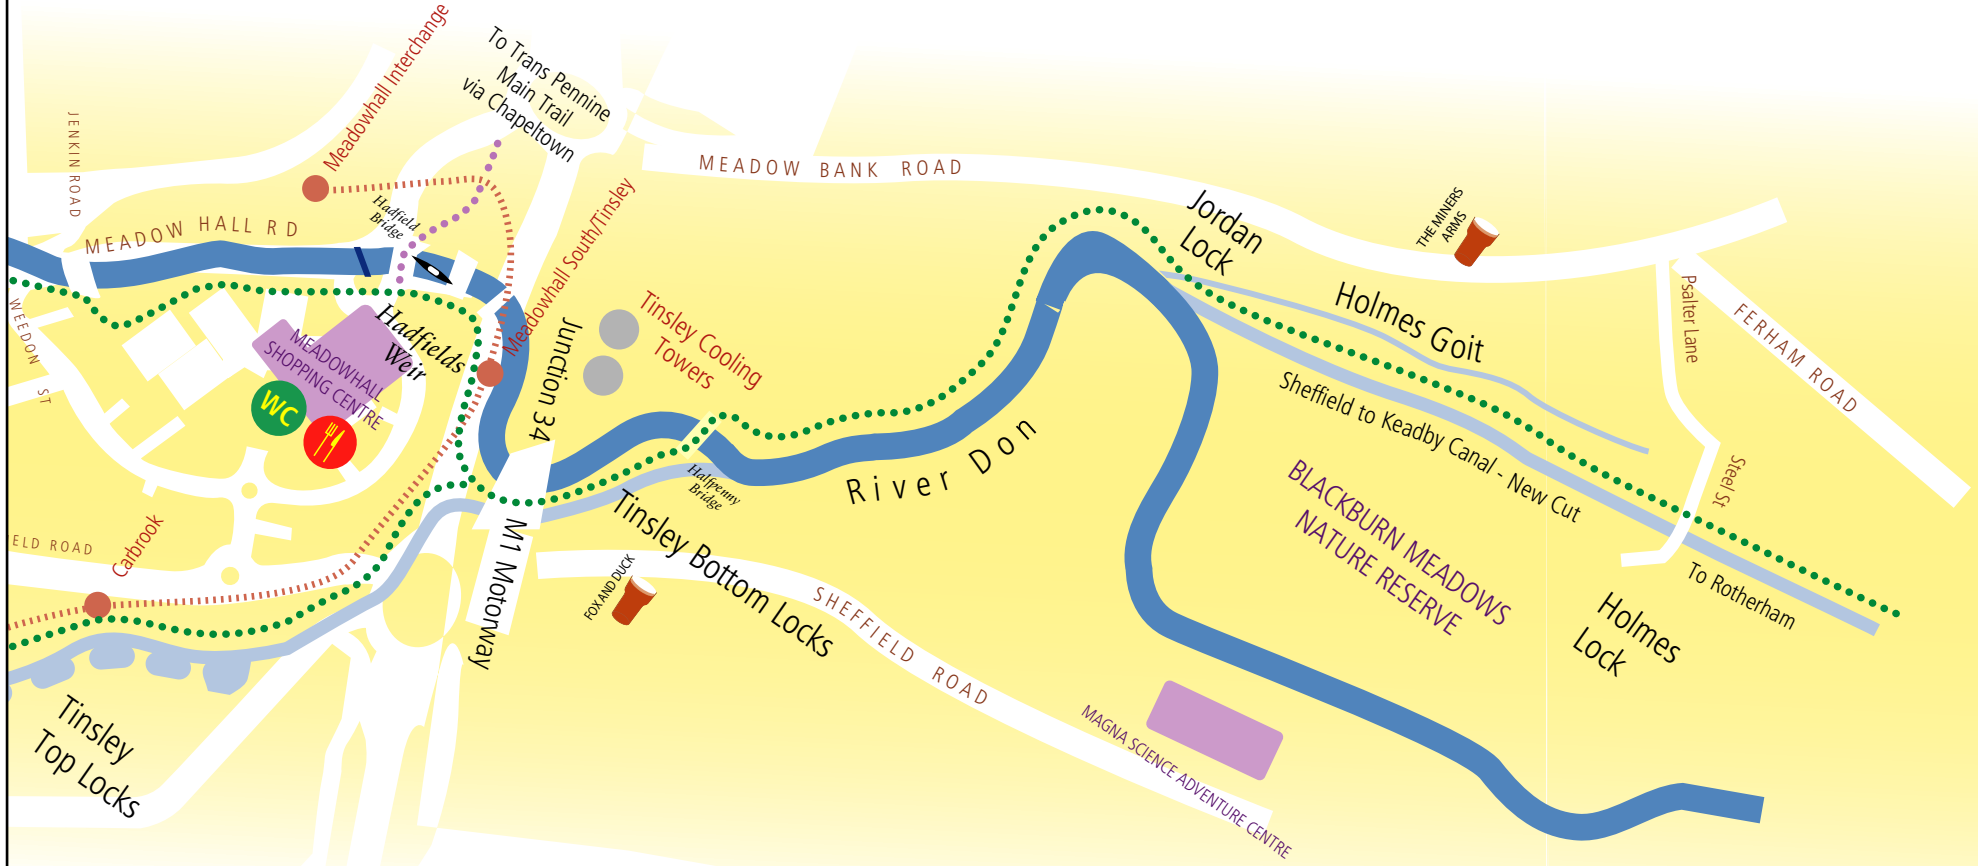 Meadowhall Interchange
To Trans Pennine
Main Trail
via Chapeltown
JENKIN ROAD
MEADOW HALL RD
Hadfield
Bridge
Meadowhall South/Tinsley
MEADOW BANK ROAD
Jordan
Lock
THE MINERS
ARMS
Holmes Goit
Psalter Lane
FERHAM ROAD
WEEDON ST
MEADOWHALL
SHOPPING CENTRE
Hadfields
Weir
WC
Junction 34
Tinsley Cooling
Towers
River Don
Sheffield to Keadby Canal - New Cut
Steel St
Halfpenny
Bridge
BLACKBURN MEADOWS
NATURE RESERVE
To Rotherham
Holmes
Lock
ELD ROAD
Carbrook
M1 Motorway
Tinsley Bottom Locks
FOX AND DUCK
SHEFFIELD ROAD
MAGNA SCIENCE ADVENTURE CENTRE
Tinsley
Top Locks